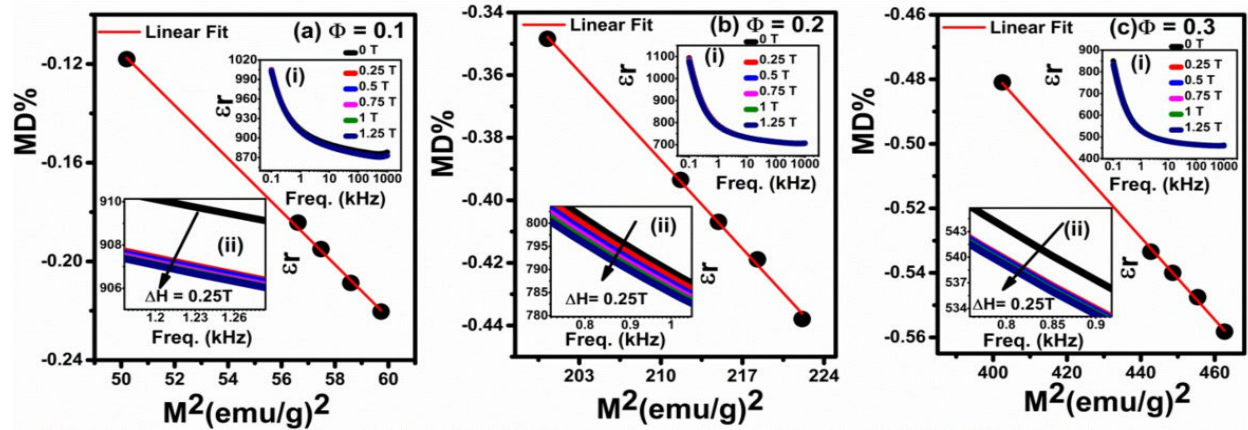 Linear Fit (a) Φ = 0.1
MD%
-0.12
-0.16
-0.20
-0.24
50 52 54 56 58 60
M²(emu/g)²
(i)
εr
1020
990
960
930
900
870
0.1 1 10 100 1000
Freq. (kHz)
0 T
0.25 T
0.5 T
0.75 T
1 T
1.25 T
(ii)
910
908
906
ΔH = 0.25T
1.2 1.23 1.26
Freq. (kHz)
Linear Fit (b) Φ = 0.2
MD%
-0.34
-0.36
-0.38
-0.40
-0.42
-0.44
203 210 217 224
M²(emu/g)²
(i)
εr
1100
1000
900
800
700
0.1 1 10 100 1000
Freq. (kHz)
0 T
0.25 T
0.5 T
0.75 T
1 T
1.25 T
(ii)
εr
800
795
790
785
780
ΔH = 0.25T
0.8 0.9 1
Freq. (kHz)
Linear Fit (c) Φ = 0.3
MD%
-0.46
-0.48
-0.50
-0.52
-0.54
-0.56
400 420 440 460
M²(emu/g)²
(i)
εr
900
800
700
600
500
400
0.1 1 10 100 1000
Freq. (kHz)
0 T
0.25 T
0.5 T
0.75 T
1 T
1.25 T
(ii)
εr
543
540
537
534
ΔH = 0.25T
0.8 0.85 0.9
Freq. (kHz)
εr